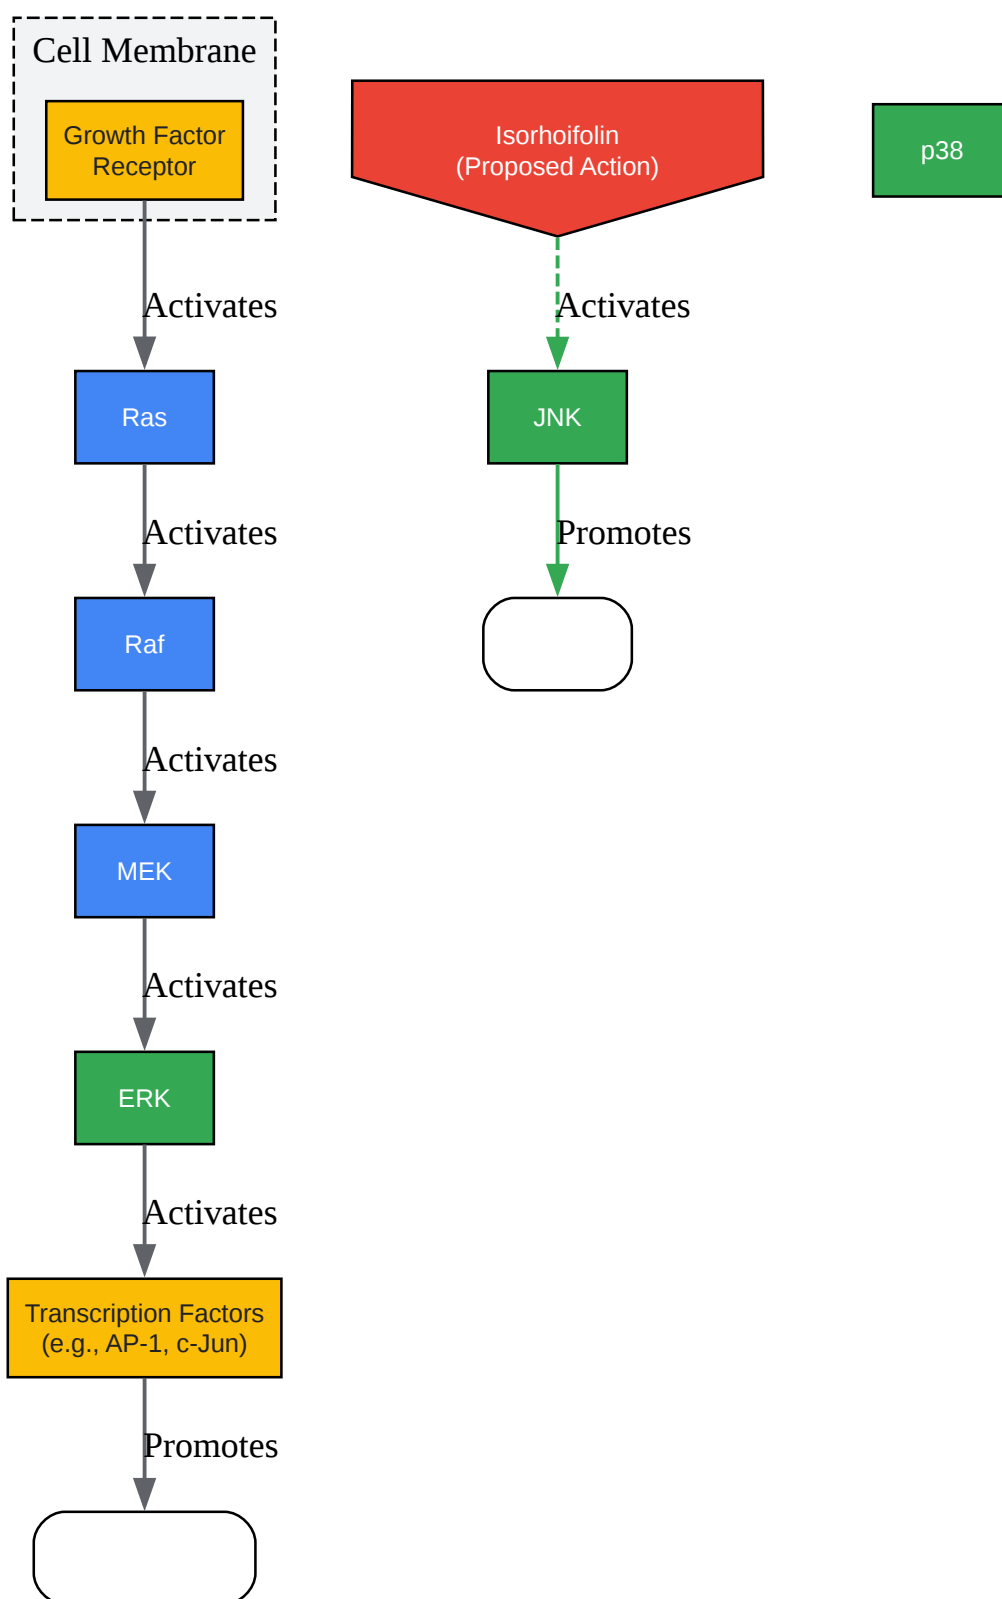 Cell Membrane
Growth Factor
Receptor
Activates
Ras
Activates
Raf
Activates
MEK
Activates
ERK
Activates
Transcription Factors
(e.g., AP-1, c-Jun)
Promotes
Isorhoifolin
(Proposed Action)
Activates
JNK
Promotes
p38